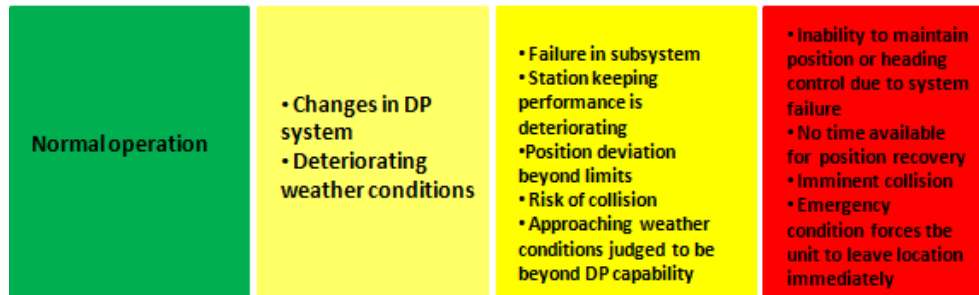 Normal operation
• Changes in DP
system
• Deteriorating
weather conditions
• Failure in subsystem
• Station keeping
performance is
deteriorating
•Position deviation
beyond limits
• Risk of collision
• Approaching weather
conditions judged to be
beyond DP capability
• Inability to maintain
position or heading
control due to system
failure
• No time available
for position recovery
• Imminent collision
• Emergency
condition forces tbe
unit to leave location
immediately